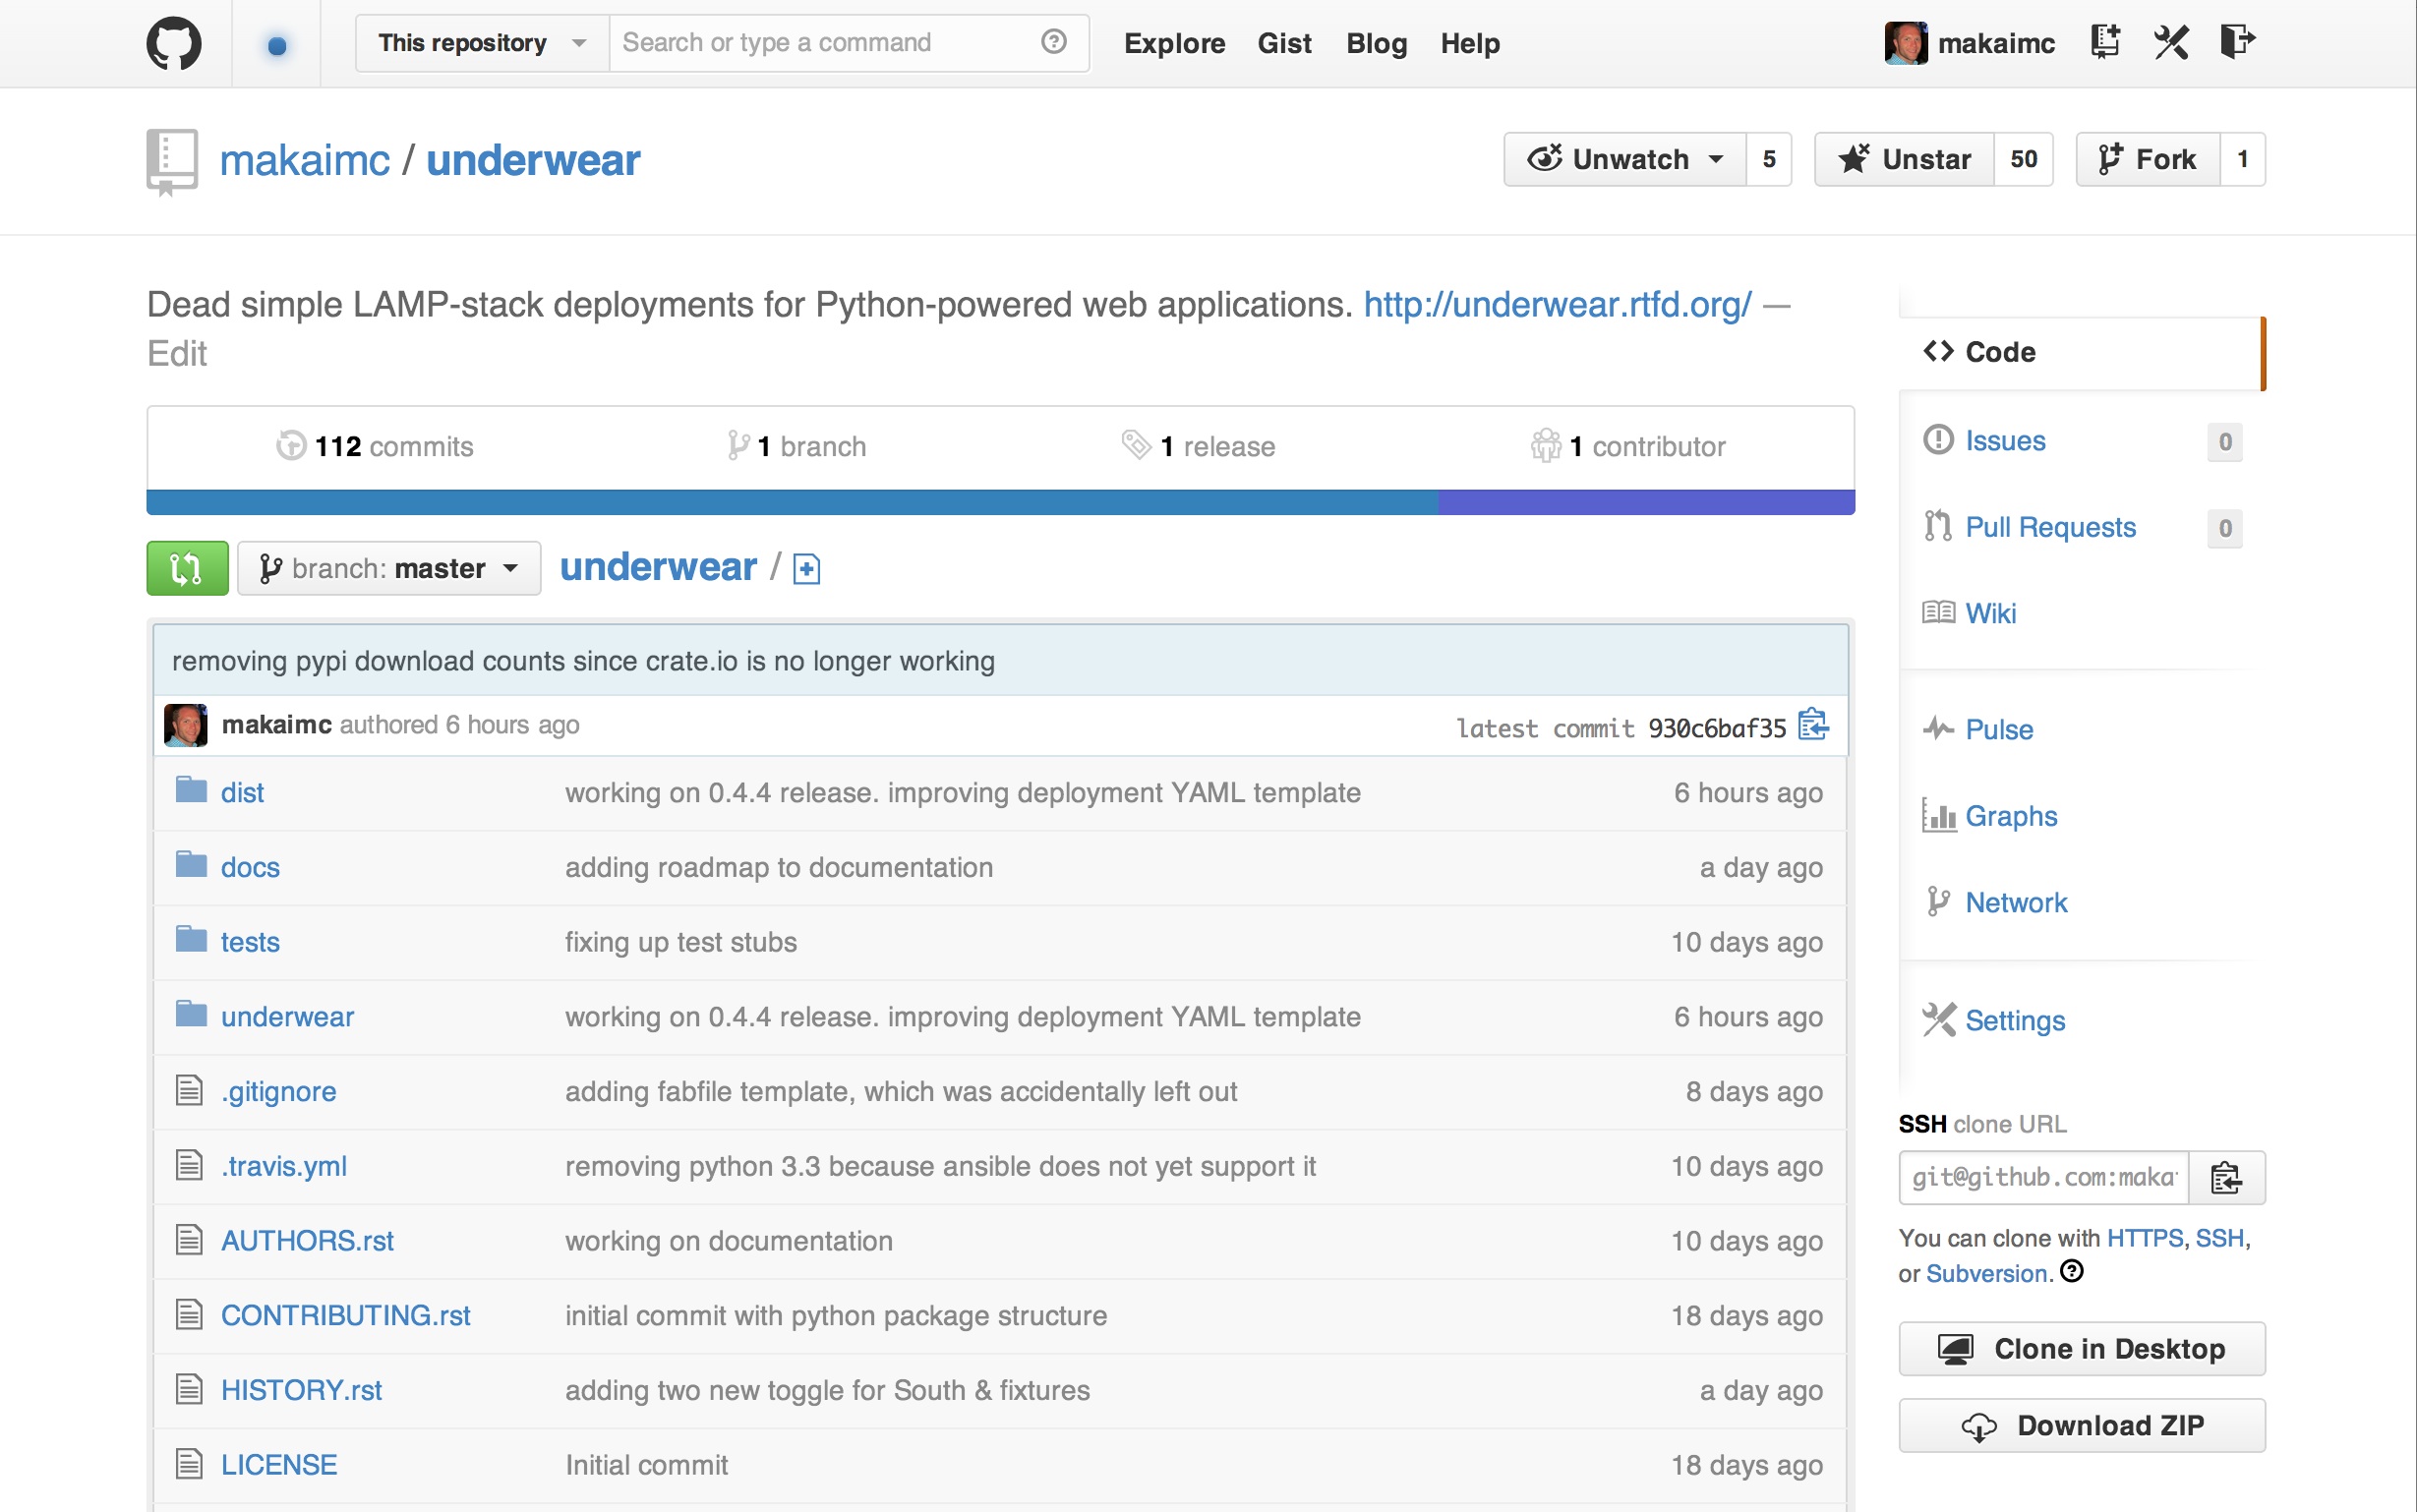 This repository Search or type a command Explore Gist Blog Help makaimc
makaimc / underwear Unwatch 5 Unstar 50 Fork 1
Dead simple LAMP-stack deployments for Python-powered web applications. http://underwear.rtfd.org/ —
Edit
112 commits 1 branch 1 release 1 contributor
branch: master underwear /
removing pypi download counts since crate.io is no longer working
makaimc authored 6 hours ago latest commit 930c6baf35
dist working on 0.4.4 release. improving deployment YAML template 6 hours ago
docs adding roadmap to documentation a day ago
tests fixing up test stubs 10 days ago
underwear working on 0.4.4 release. improving deployment YAML template 6 hours ago
.gitignore adding fabfile template, which was accidentally left out 8 days ago
.travis.yml removing python 3.3 because ansible does not yet support it 10 days ago
AUTHORS.rst working on documentation 10 days ago
CONTRIBUTING.rst initial commit with python package structure 18 days ago
HISTORY.rst adding two new toggle for South & fixtures a day ago
LICENSE Initial commit 18 days ago
Code
Issues 0
Pull Requests 0
Wiki
Pulse
Graphs
Network
Settings
SSH clone URL
git@github.com:maka
You can clone with HTTPS, SSH,
or Subversion.
Clone in Desktop
Download ZIP